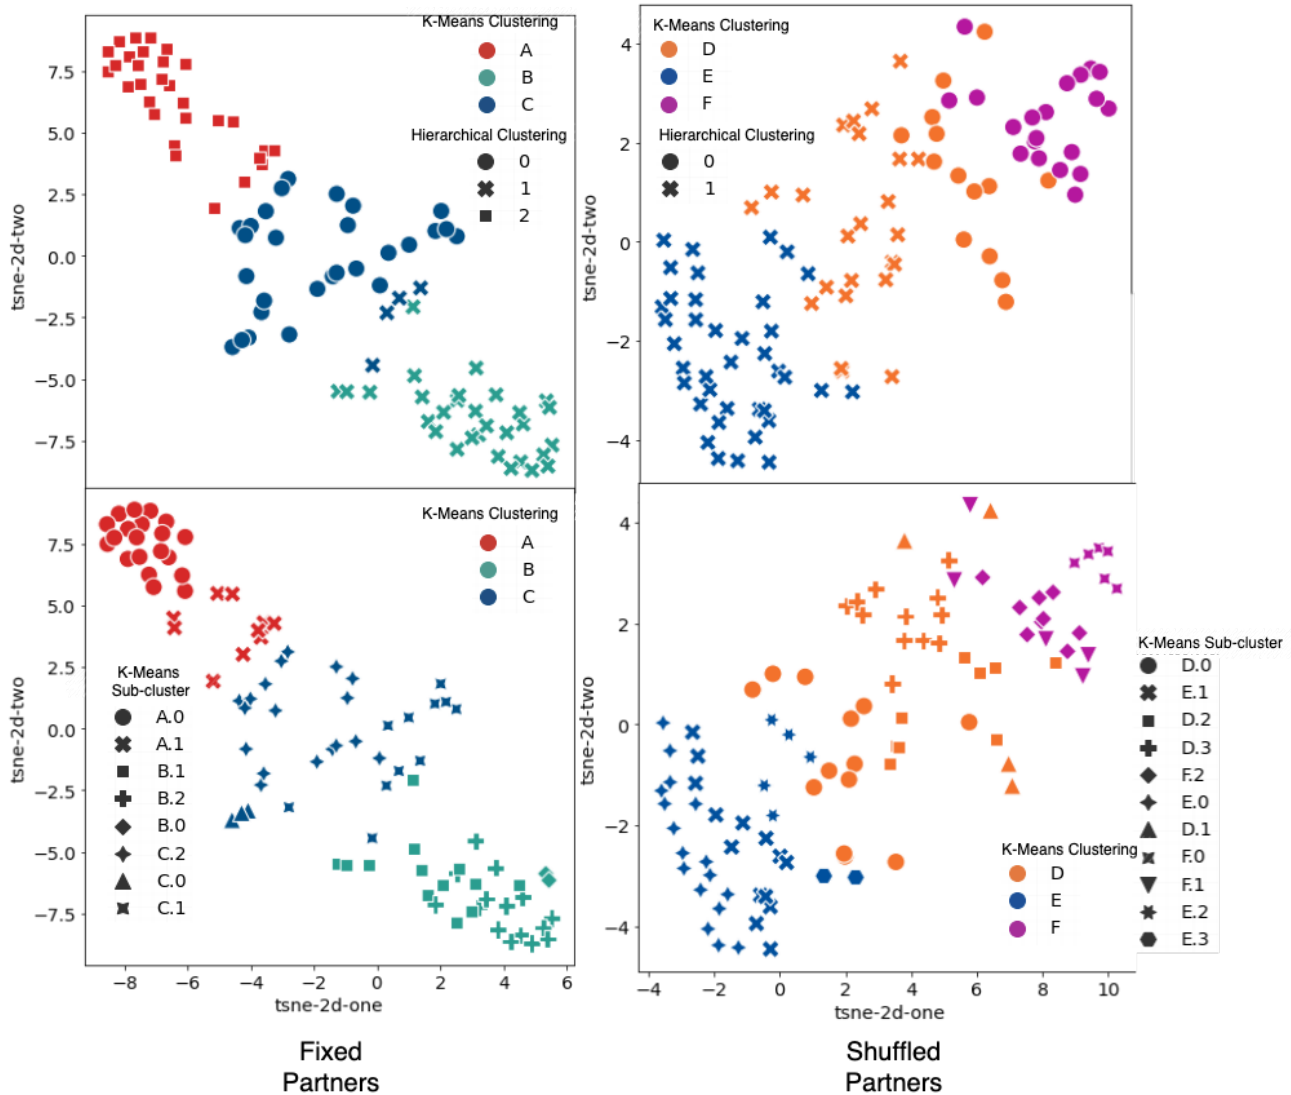 K-Means Clustering
A
B
C
Hierarchical Clustering
0
1
2
7.5
5.0
2.5
0.0
−2.5
−5.0
−7.5
tsne-2d-two
K-Means Clustering
D
E
F
Hierarchical Clustering
0
1
4
2
0
−2
−4
tsne-2d-two
K-Means Clustering
A
B
C
K-Means
Sub-cluster
A.0
A.1
B.1
B.2
B.0
C.2
C.0
C.1
7.5
5.0
2.5
0.0
−2.5
−5.0
−7.5
tsne-2d-two
−8
−6
−4
−2
0
2
4
6
tsne-2d-one
4
2
0
−2
−4
tsne-2d-two
K-Means Clustering
D
E
F
−4
−2
0
2
4
6
8
10
tsne-2d-one
K-Means Sub-cluster
D.0
E.1
D.2
D.3
F.2
E.0
D.1
F.0
F.1
E.2
E.3
Fixed
Partners
Shuffled
Partners